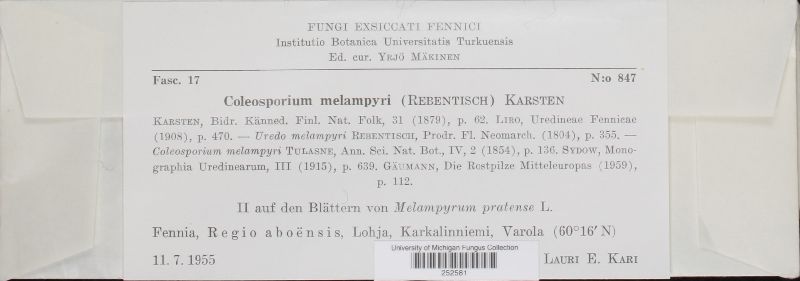 FUNGI EXSICCATI FENNICI
Institutio Botanica Universitatis Turkuensis
Ed. cur. YRJÖ MÄKINEN
Fasc. 17 N:o 847
Coleosporium melampyri (REBENTISCH) KARSTEN
KARSTEN, Bidr. Känned. Finl. Nat. Folk, 31 (1879), p. 62. LIRO, Uredineae Fennicae
(1908), p. 470. — Uredo melampyri REBENTISCH, Prodr. Fl. Neomarch. (1804), p. 355. —
Coleosporium melampyri TULASNE, Ann. Sci. Nat. Bot., IV, 2 (1854), p. 136. SYDOW, Mono-
graphia Uredinearum, III (1915), p. 639. GÄUMANN, Die Rostpilze Mitteleuropas (1959),
p. 112.
II auf den Blättern von Melampyrum pratense L.
Fennia, Regio aboënsis, Lohja, Karkalinniemi, Varola (60°16′ N)
University of Michigan Fungus Collection
11. 7. 1955 LAURI E. KARI
252581